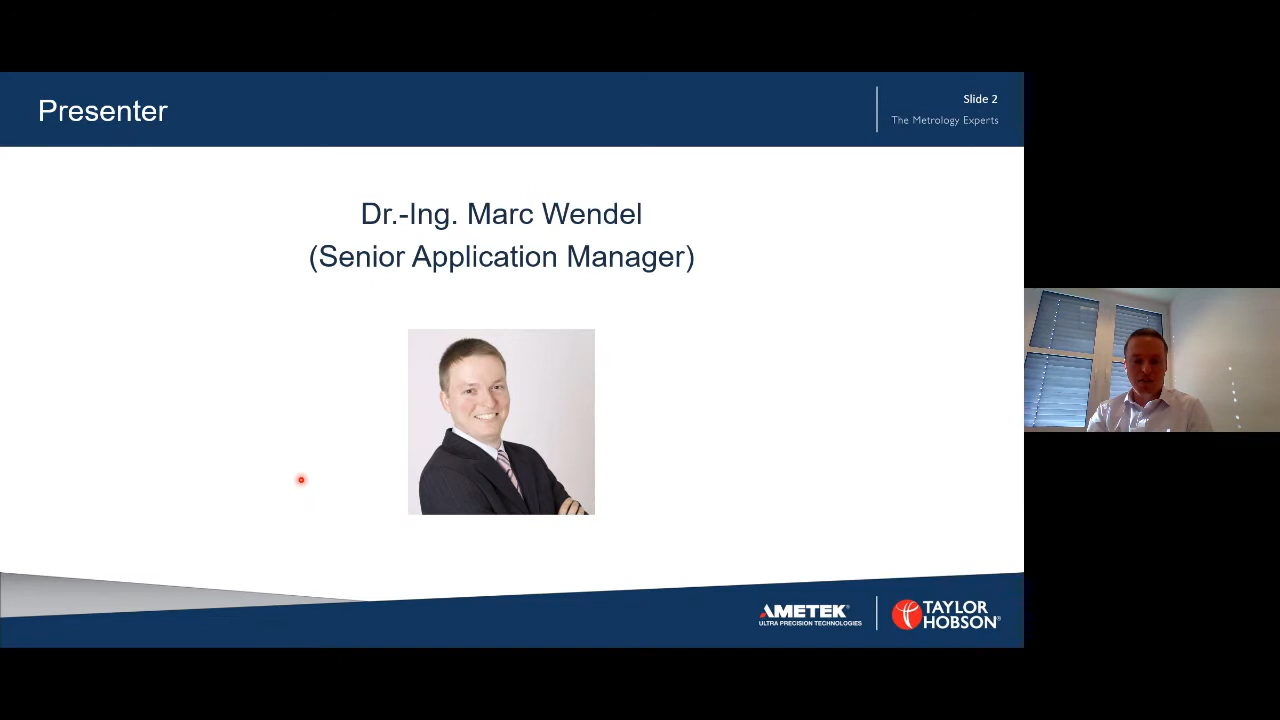 Presenter
Slide 2
The Metrology Experts
Dr.-Ing. Marc Wendel
(Senior Application Manager)
AMETEK®
ULTRA PRECISION TECHNOLOGIES
TAYLOR
HOBSON®